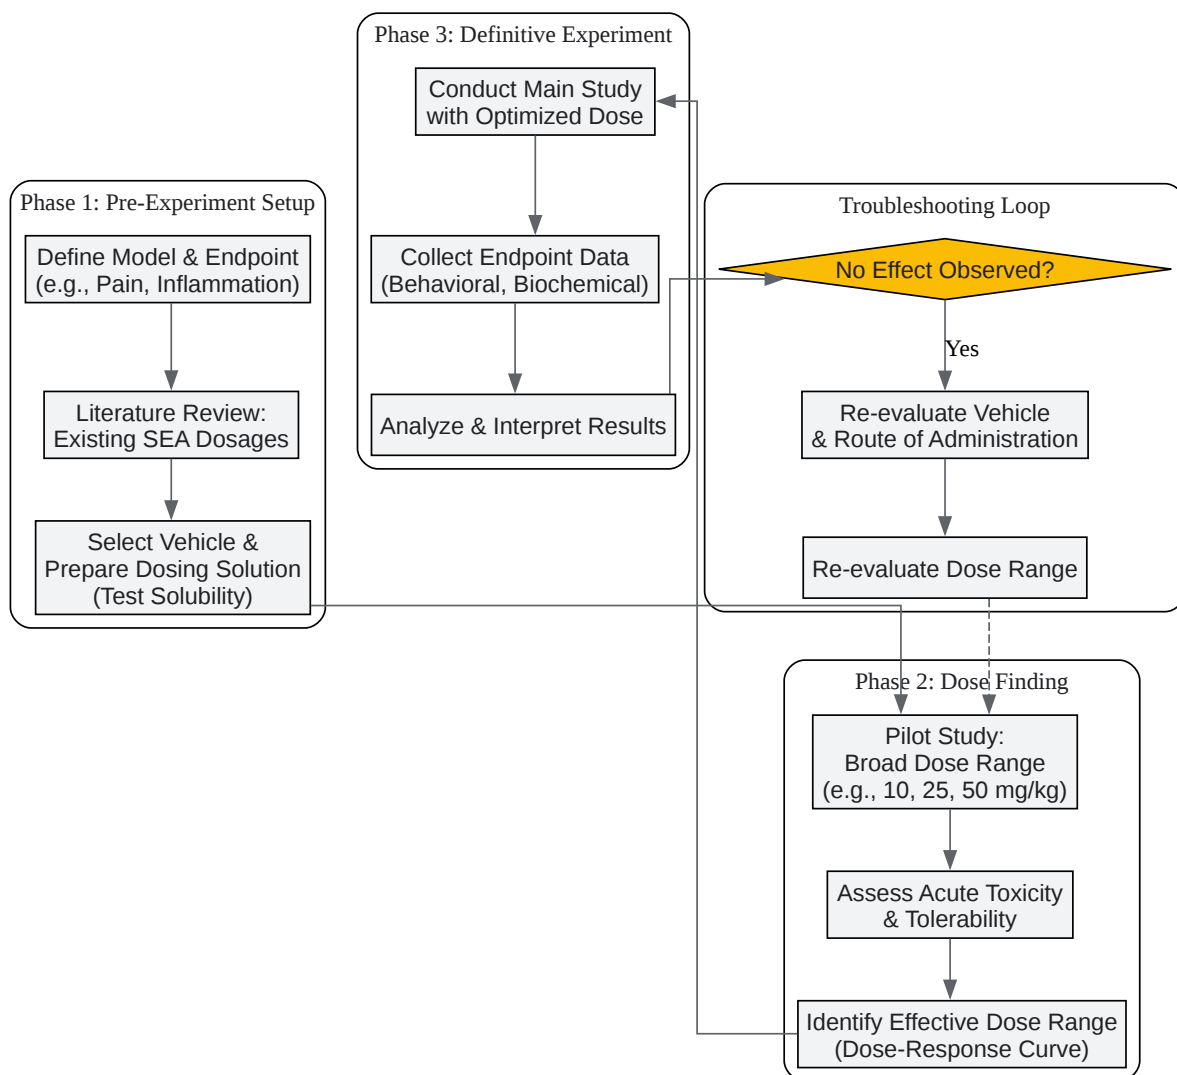 Phase 3: Definitive Experiment
Conduct Main Study
with Optimized Dose
Collect Endpoint Data
(Behavioral, Biochemical)
Analyze & Interpret Results
Phase 1: Pre-Experiment Setup
Define Model & Endpoint
(e.g., Pain, Inflammation)
Literature Review:
Existing SEA Dosages
Select Vehicle &
Prepare Dosing Solution
(Test Solubility)
Troubleshooting Loop
No Effect Observed?
Yes
Re-evaluate Vehicle
& Route of Administration
Re-evaluate Dose Range
Phase 2: Dose Finding
Pilot Study:
Broad Dose Range
(e.g., 10, 25, 50 mg/kg)
Assess Acute Toxicity
& Tolerability
Identify Effective Dose Range
(Dose-Response Curve)